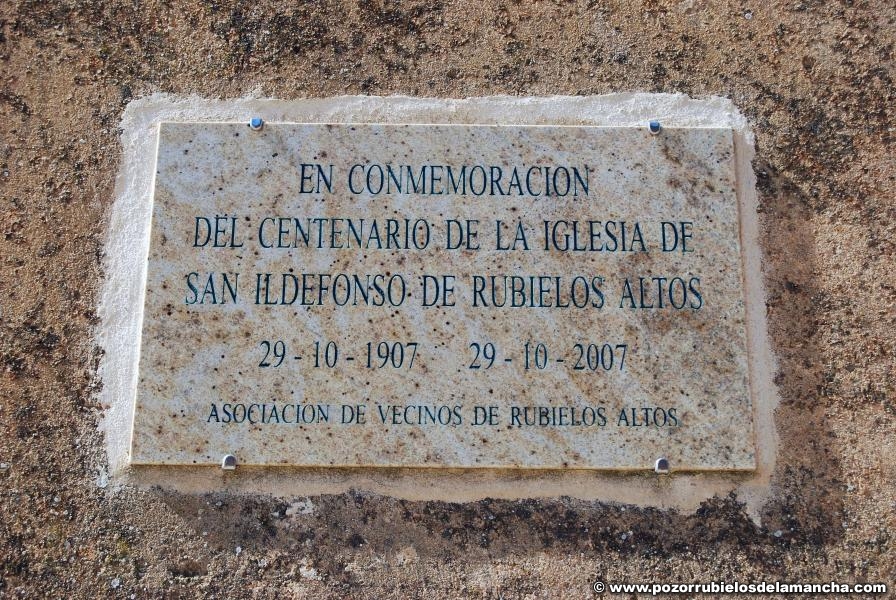 EN CONMEMORACION
DEL CENTENARIO DE LA IGLESIA DE
SAN ILDEFONSO DE RUBIELOS ALTOS
29 - 10 - 1907 29 - 10 - 2007
ASOCIACION DE VECINOS DE RUBIELOS ALTOS
© www.pozorrubielosdelamancha.com